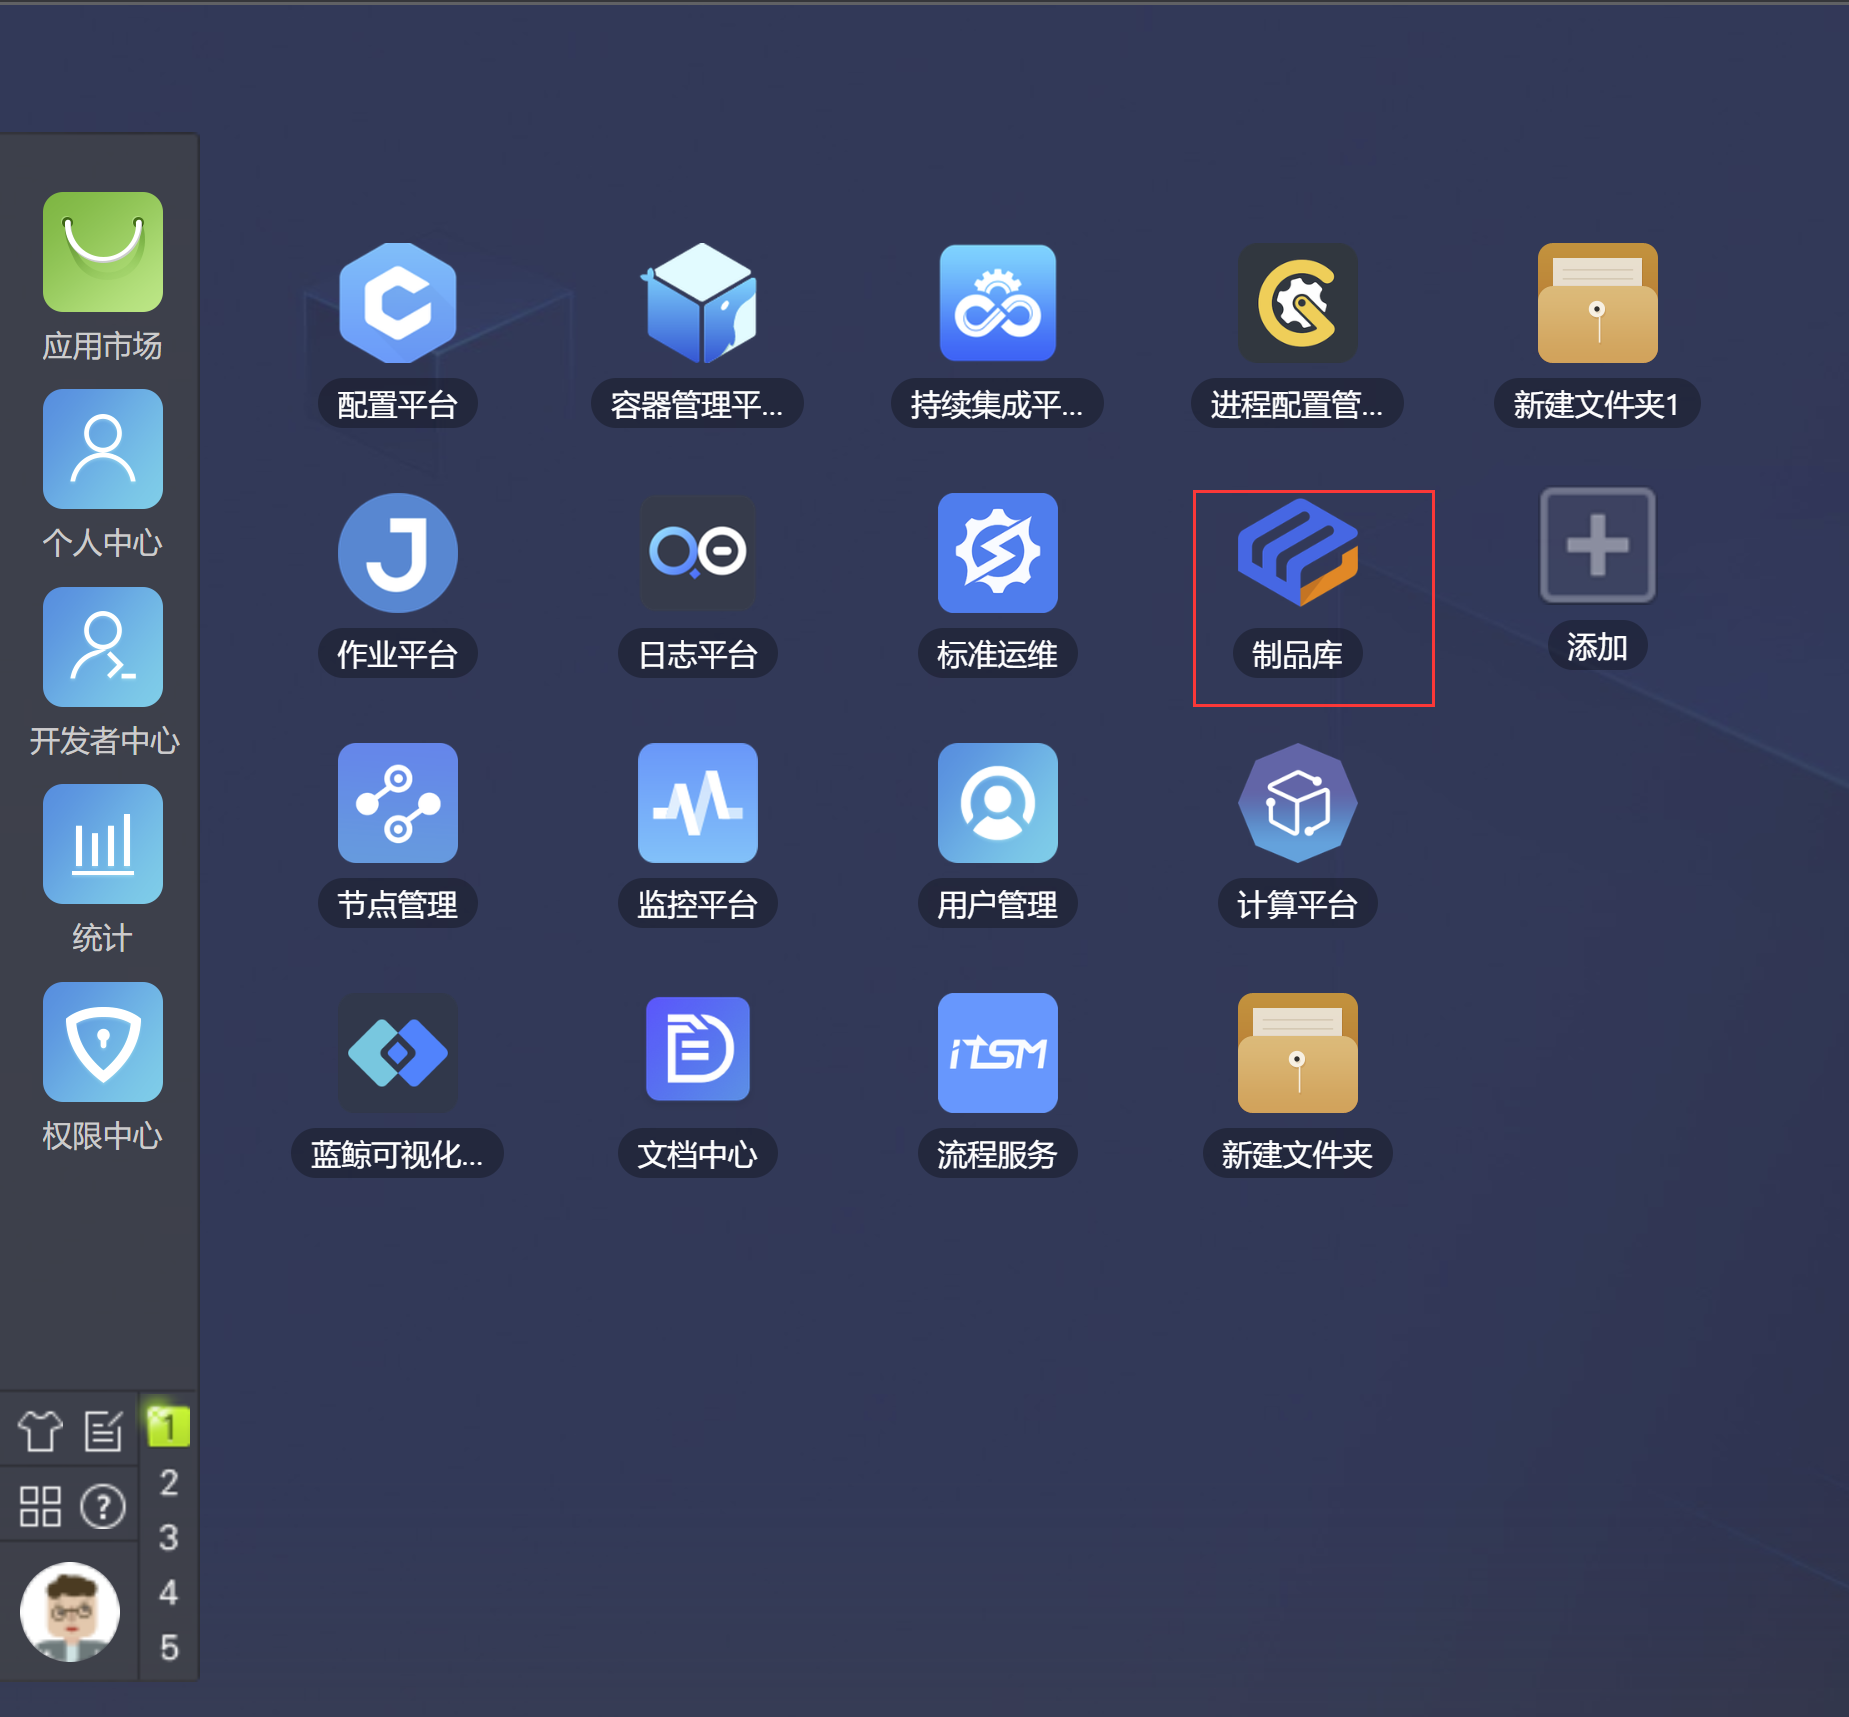 应用市场
个人中心
开发者中心
统计
权限中心
配置平台
容器管理平...
持续集成平...
进程配置管...
新建文件夹1
作业平台
日志平台
标准运维
制品库
添加
节点管理
监控平台
用户管理
计算平台
iTSM
蓝鲸可视化...
文档中心
流程服务
新建文件夹
1
2
3
4
5